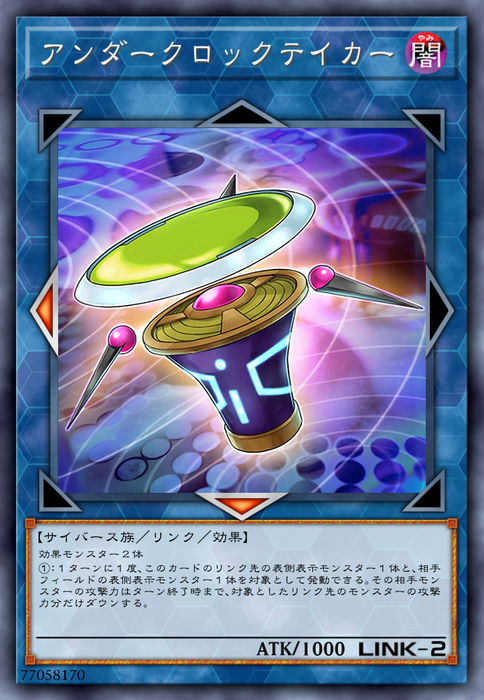 アンダークロックテイカー
やみ
闇
【サイバース族/リンク/効果】
効果モンスター2体
①:1ターンに1度、このカードのリンク先の表側表示モンスター1体と、相手
フィールドの表側表示モンスター1体を対象として発動できる。その相手モン
スターの攻撃力はターン終了時まで、対象としたリンク先のモンスターの攻撃
力分だけダウンする。
ATK/1000 LINK-2
77058170